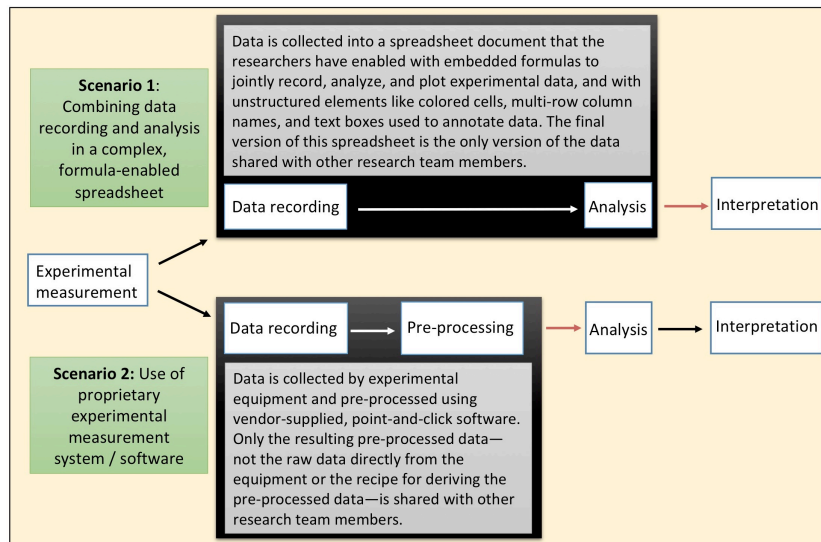 Scenario 1:
Combining data
recording and analysis
in a complex,
formula-enabled
spreadsheet
Data is collected into a spreadsheet document that the
researchers have enabled with embedded formulas to
jointly record, analyze, and plot experimental data, and with
unstructured elements like colored cells, multi-row column
names, and text boxes used to annotate data. The final
version of this spreadsheet is the only version of the data
shared with other research team members.
Data recording
Analysis
Interpretation
Experimental
measurement
Data recording
Pre-processing
Analysis
Interpretation
Scenario 2: Use of
proprietary
experimental
measurement
system / software
Data is collected by experimental
equipment and pre-processed using
vendor-supplied, point-and-click software.
Only the resulting pre-processed data—
not the raw data directly from the
equipment or the recipe for deriving the
pre-processed data—is shared with other
research team members.